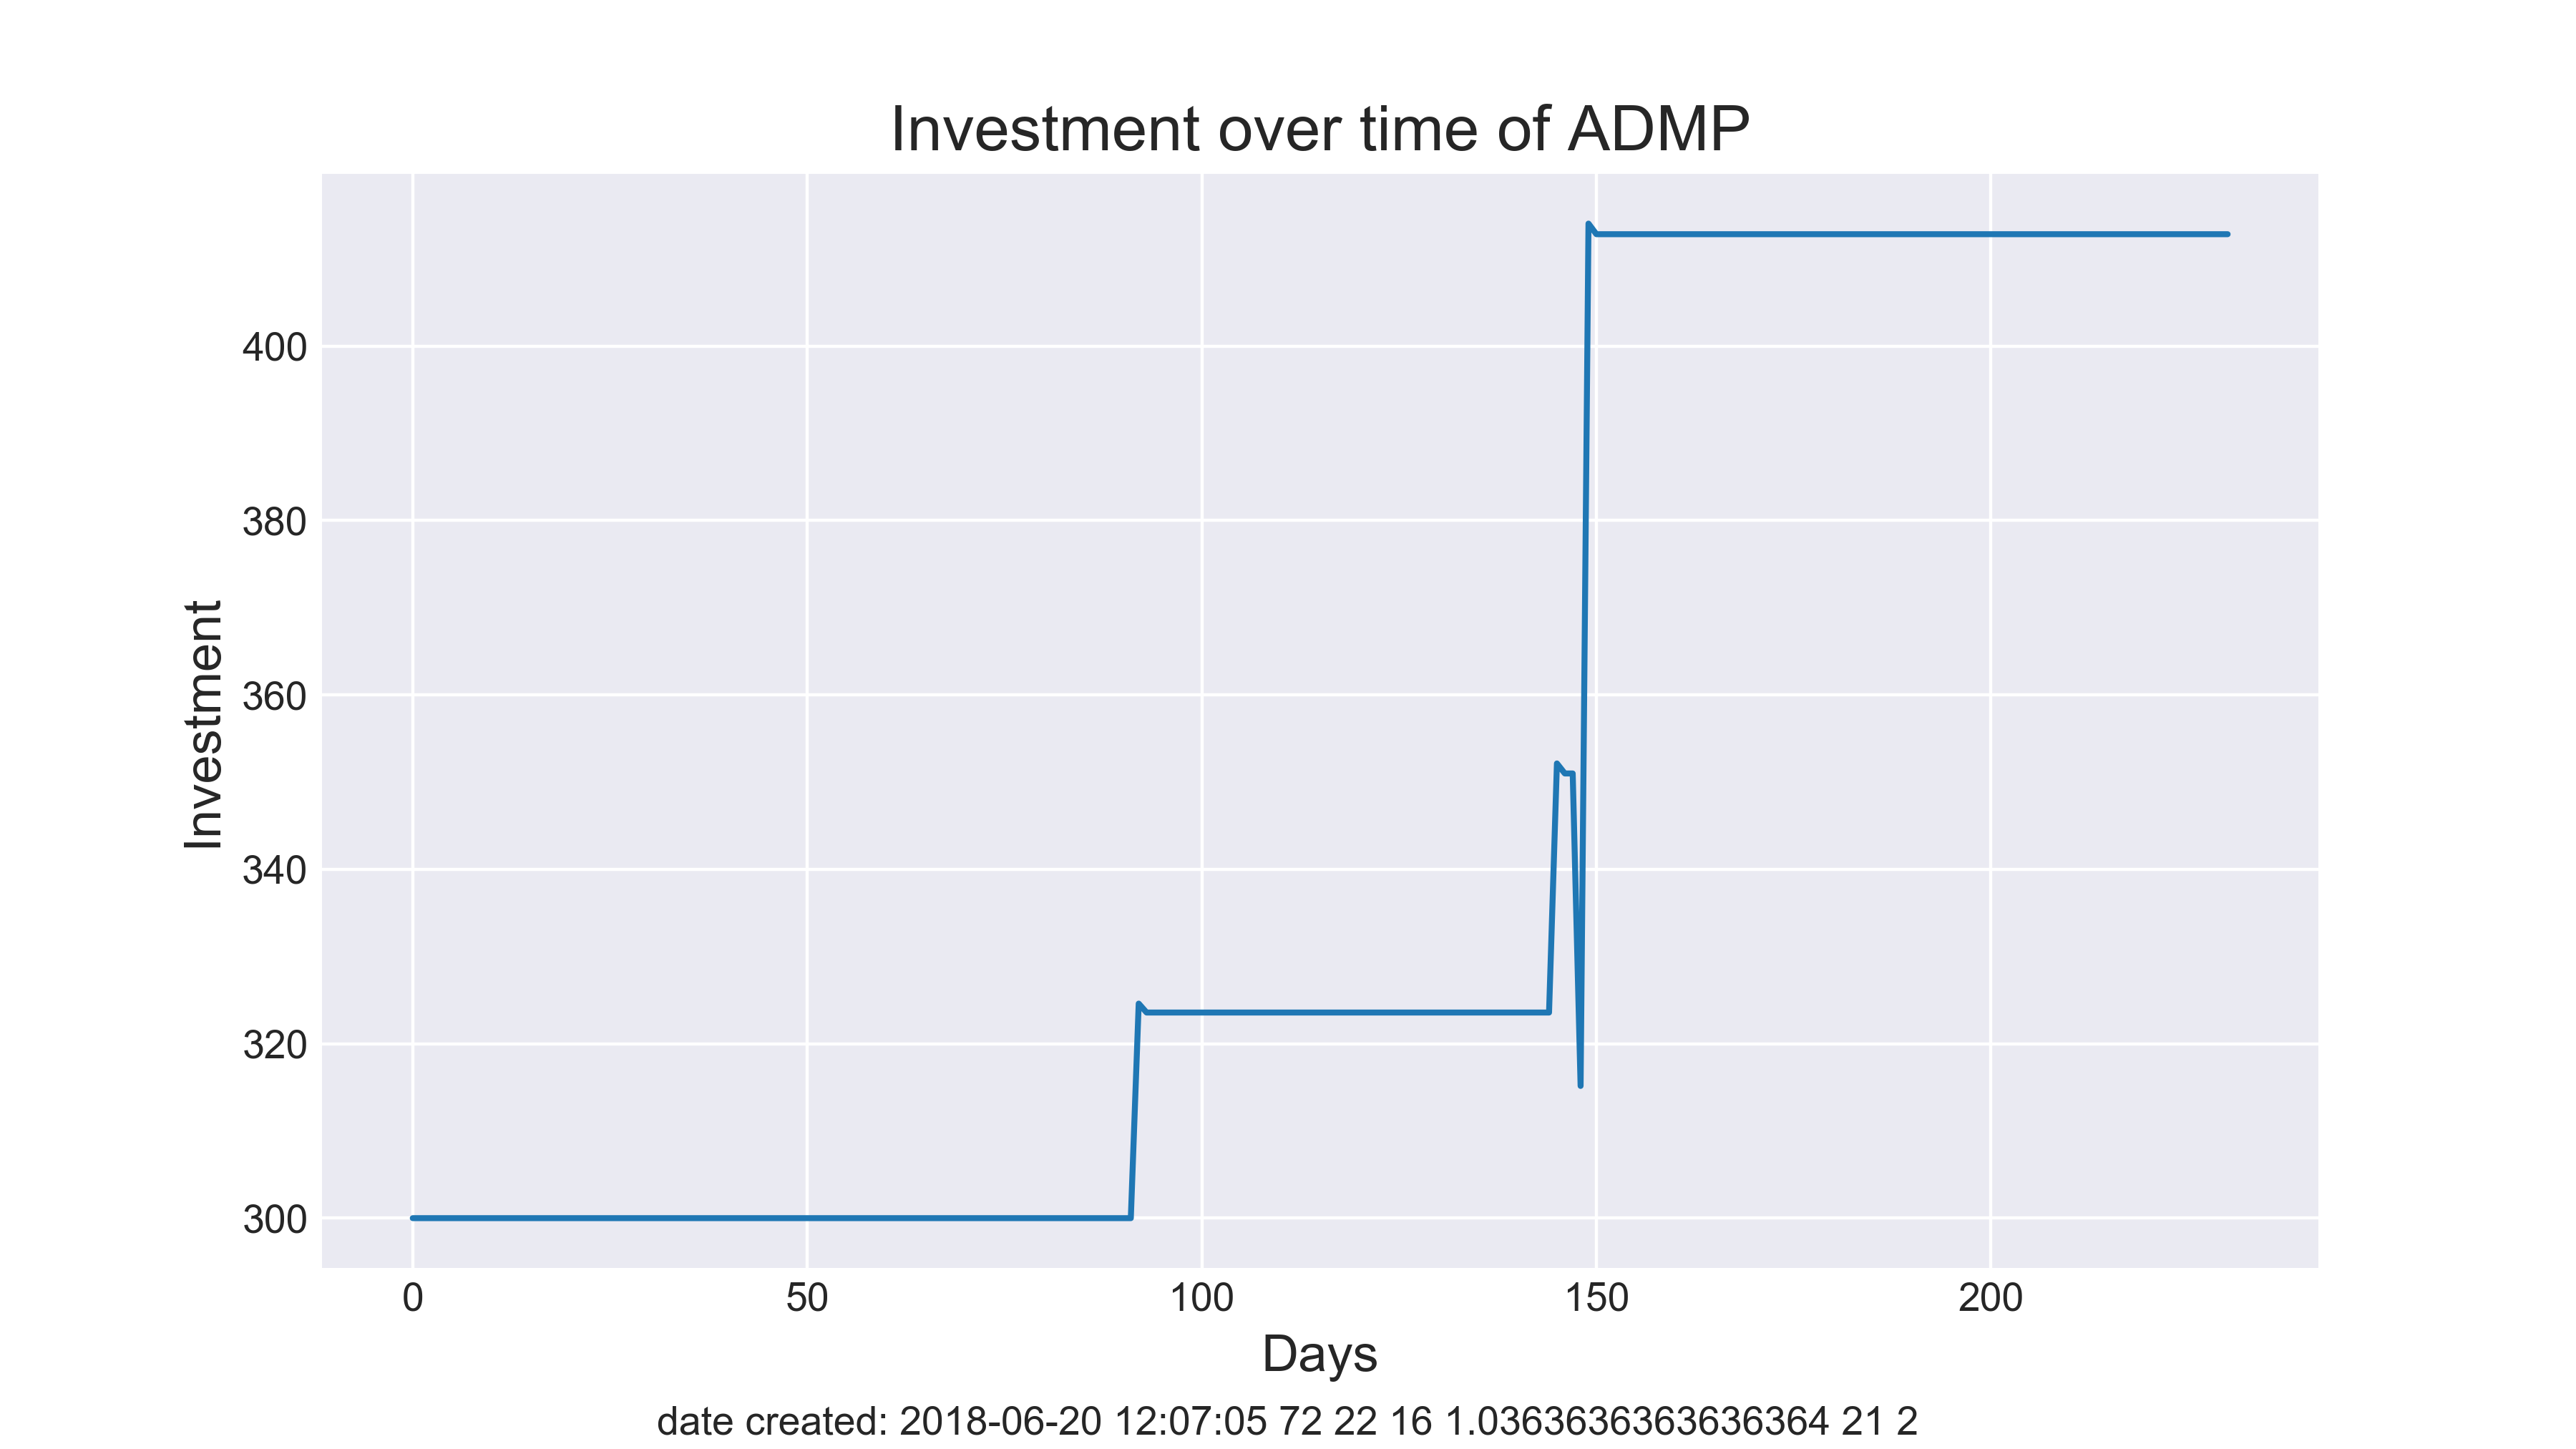 Investment over time of ADMP
400
380
360
340
320
300
Investment
0 50 100 150 200
Days
date created: 2018-06-20 12:07:05 72 22 16 1.0363636363636364 21 2